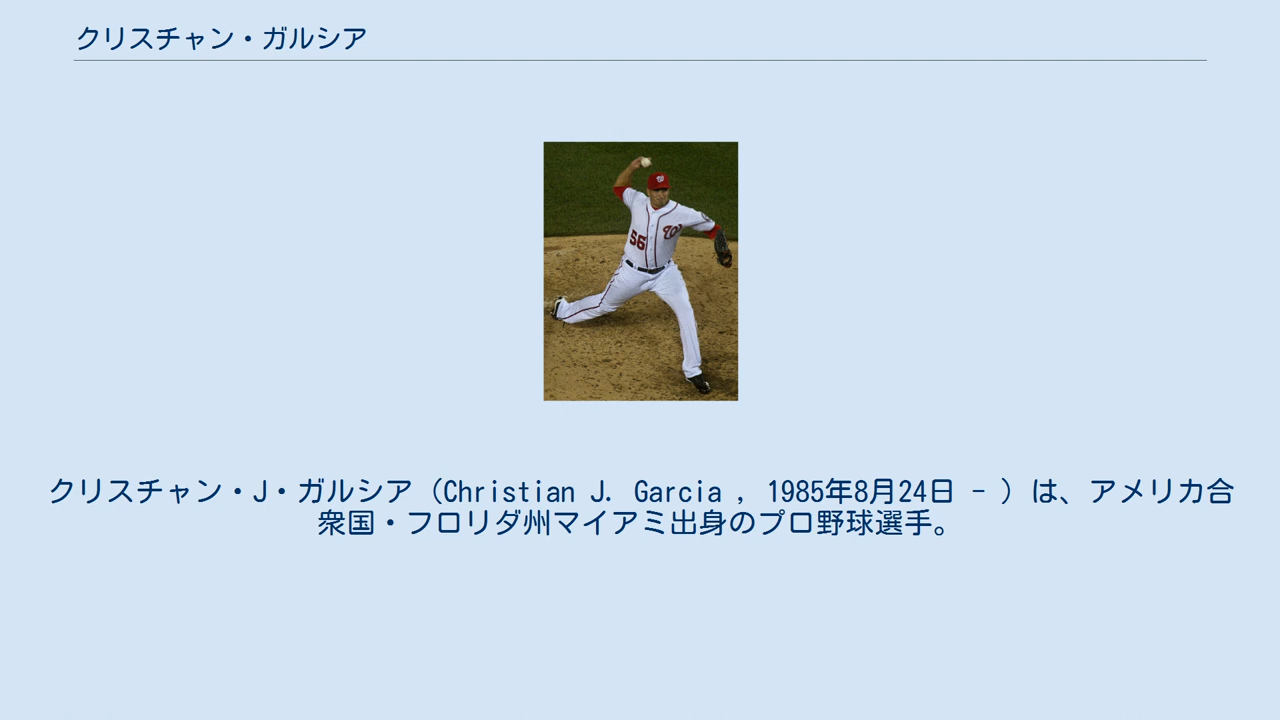 クリスチャン・ガルシア
56
W
クリスチャン・J・ガルシア (Christian J. Garcia , 1985年8月24日 - ) は、アメリカ合
衆国・フロリダ州マイアミ出身のプロ野球選手。